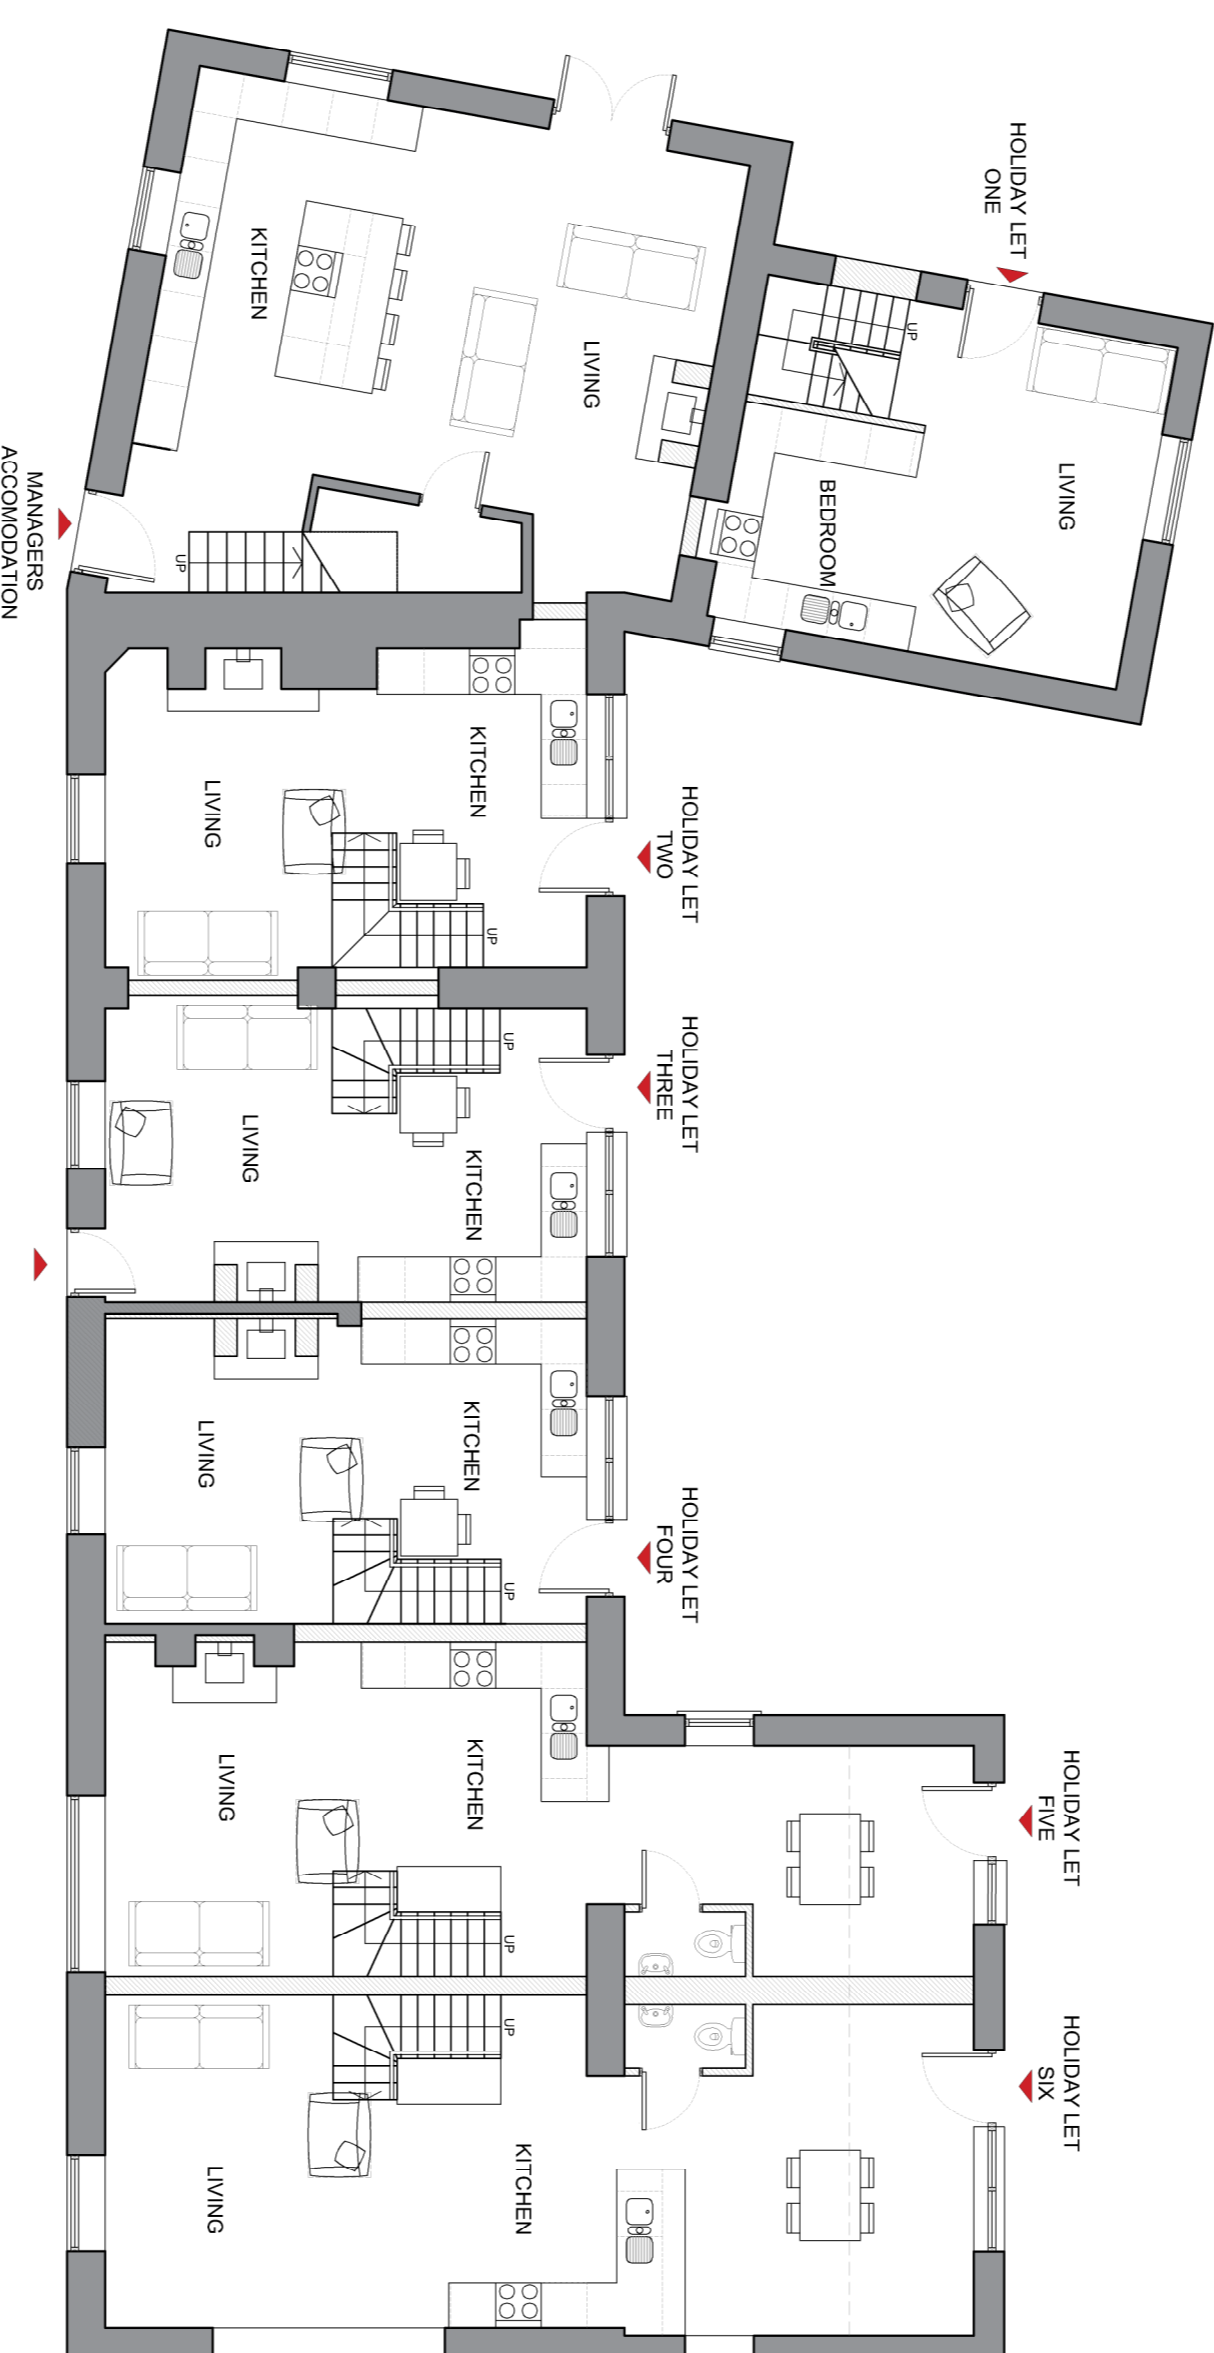 HOLIDAY LET
ONE
LIVING
UP
BEDROOM
KITCHEN
LIVING
UP
MANAGERS
ACCOMODATION
HOLIDAY LET
TWO
KITCHEN
LIVING
UP
HOLIDAY LET
THREE
UP
LIVING
KITCHEN
HOLIDAY LET
FOUR
KITCHEN
LIVING
UP
HOLIDAY LET
FIVE
KITCHEN
LIVING
UP
HOLIDAY LET
SIX
UP
KITCHEN
LIVING